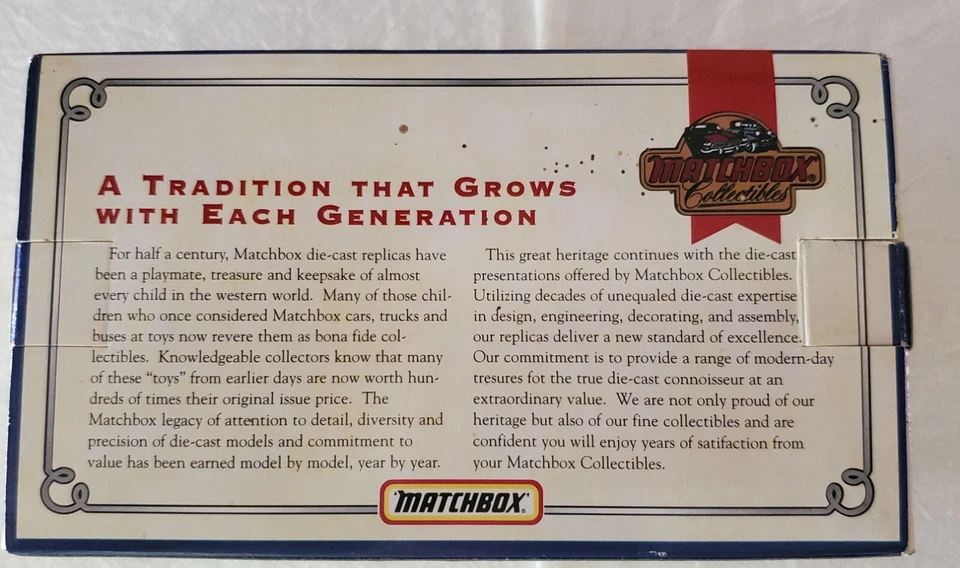 MATCHBOX®
Collectibles
A TRADITION THAT GROWS
WITH EACH GENERATION
For half a century, Matchbox die-cast replicas have
been a playmate, treasure and keepsake of almost
every child in the western world. Many of those chil-
dren who once considered Matchbox cars, trucks and
buses at toys now revere them as bona fide col-
lectibles. Knowledgeable collectors know that many
of these “toys” from earlier days are now worth hun-
dreds of times their original issue price. The
Matchbox legacy of attention to detail, diversity and
precision of die-cast models and commitment to
value has been earned model by model, year by year.
This great heritage continues with the die-cast
presentations offered by Matchbox Collectibles.
Utilizing decades of unequaled die-cast expertise
in design, engineering, decorating, and assembly,
our replicas deliver a new standard of excellence.
Our commitment is to provide a range of modern-day
tresures fot the true die-cast connoisseur at an
extraordinary value. We are not only proud of our
heritage but also of our fine collectibles and are
confident you will enjoy years of satifaction from
your Matchbox Collectibles.
"MATCHBOX"®